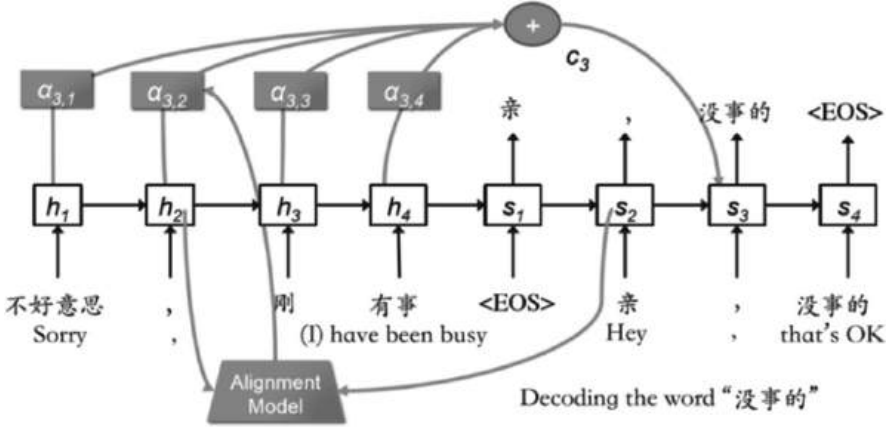 +
c3
α3,1 α3,2 α3,3 α3,4
亲 , 没事的 <EOS>
h1 h2 h3 h4 s1 s2 s3 s4
不好意思 , 刚 有事 <EOS> 亲 , 没事的
Sorry , (I) have been busy Hey , that's OK
Alignment
Model
Decoding the word “没事的”